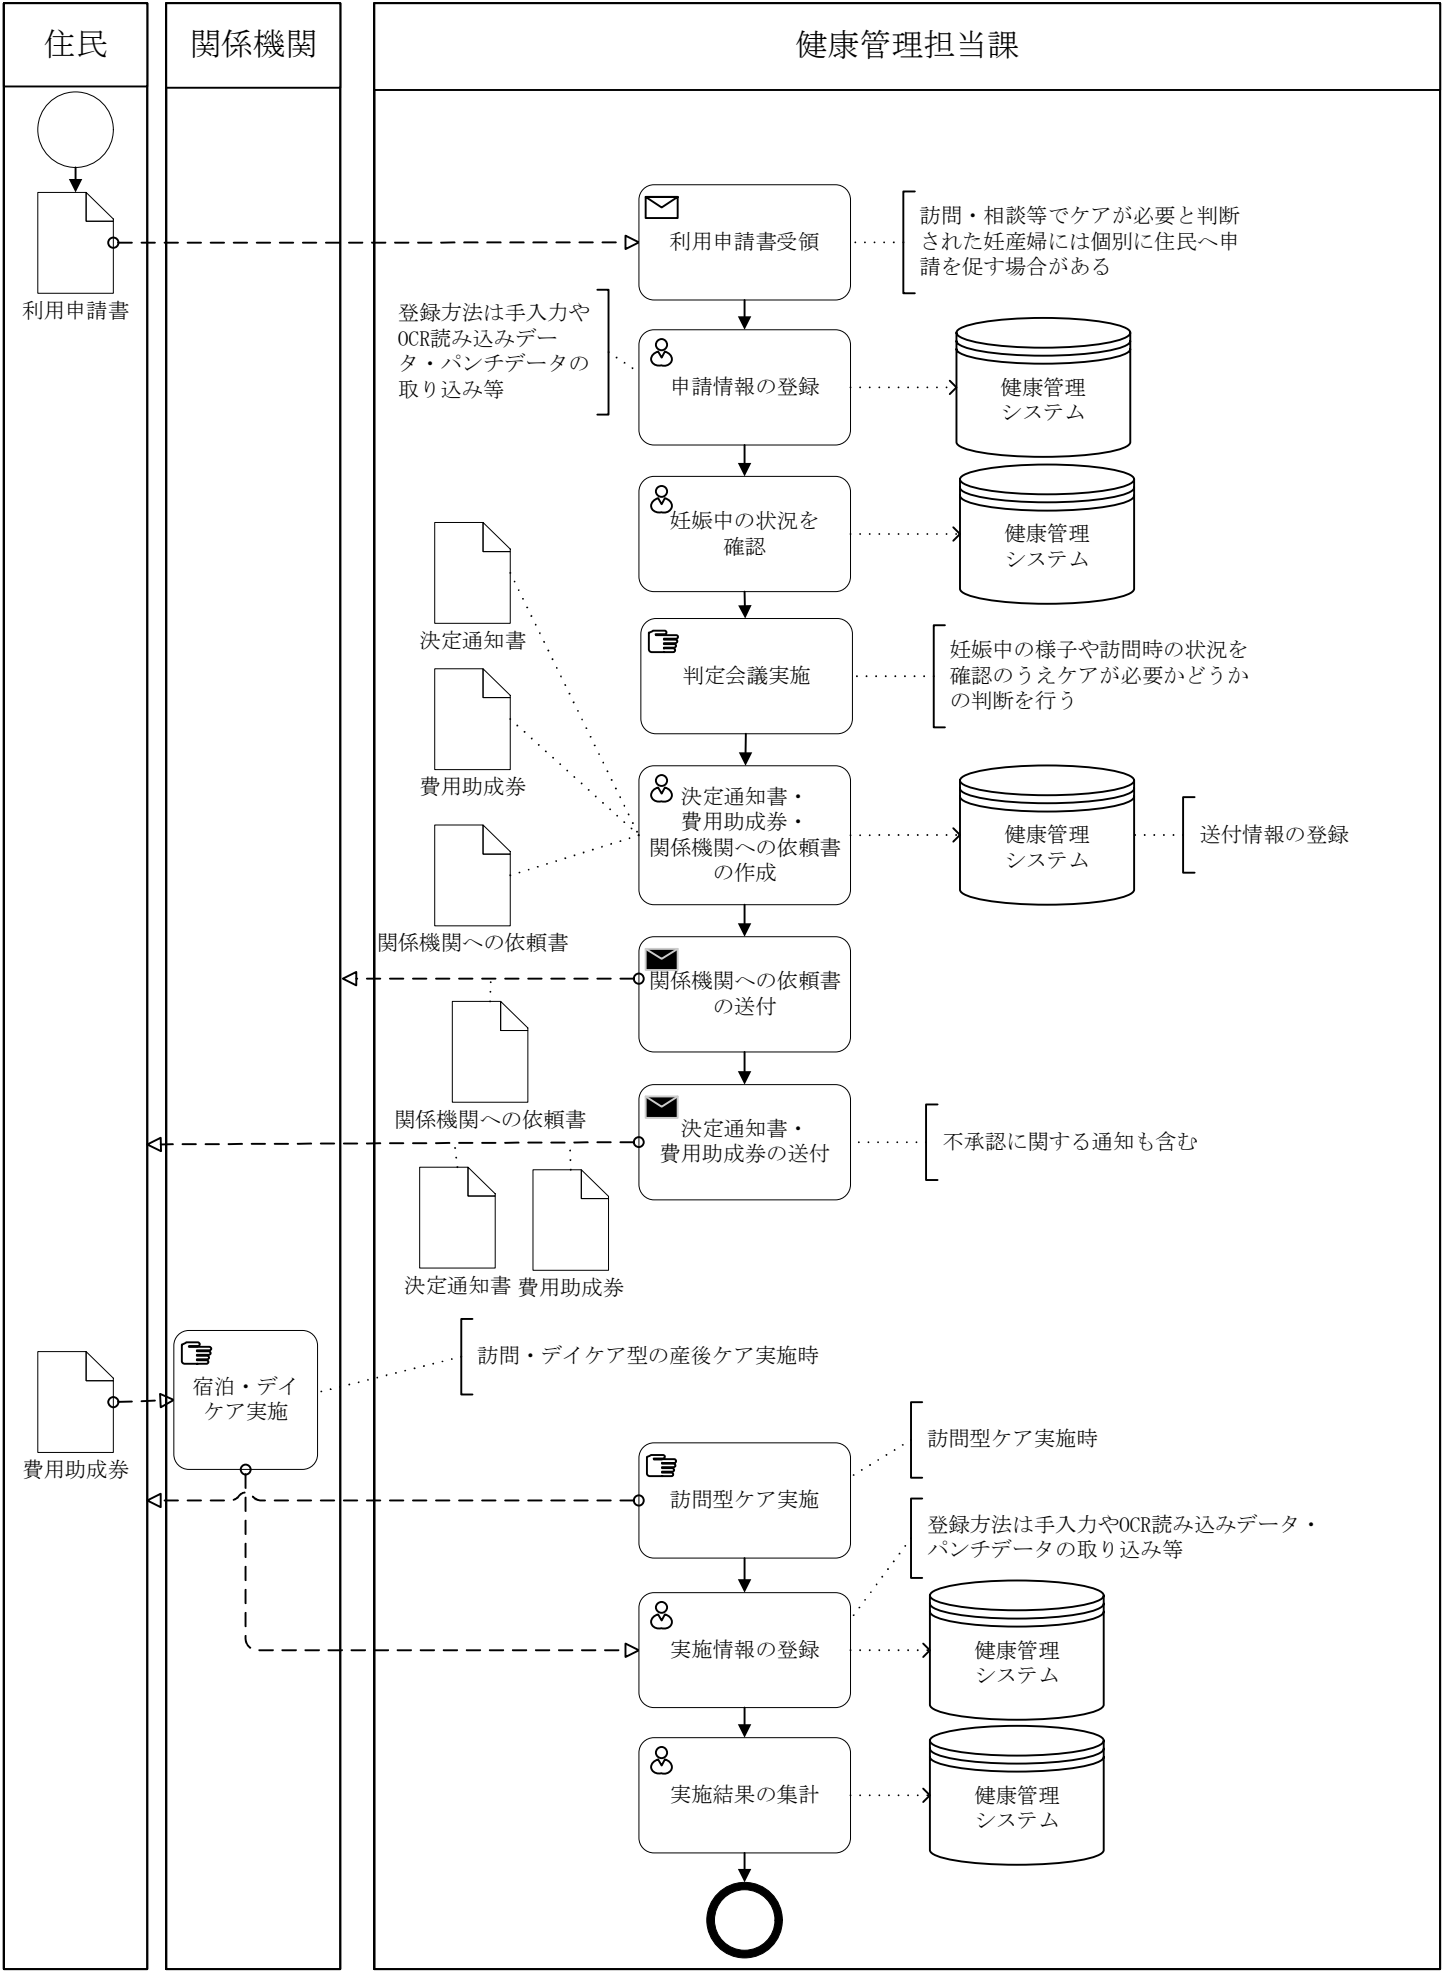 住民
関係機関
健康管理担当課
利用申請書
利用申請書受領
訪問・相談等でケアが必要と判断
された妊産婦には個別に住民へ申
請を促す場合がある
登録方法は手入力や
OCR読み込みデー
タ・パンチデータの
取り込み等
申請情報の登録
健康管理
システム
妊娠中の状況を
確認
健康管理
システム
決定通知書
判定会議実施
妊娠中の様子や訪問時の状況を
確認のうえケアが必要かどうか
の判断を行う
費用助成券
決定通知書・
費用助成券・
関係機関への依頼書
の作成
健康管理
システム
送付情報の登録
関係機関への依頼書
関係機関への依頼書
の送付
関係機関への依頼書
決定通知書・
費用助成券の送付
不承認に関する通知も含む
決定通知書
費用助成券
費用助成券
宿泊・デイ
ケア実施
訪問・デイケア型の産後ケア実施時
訪問型ケア実施
訪問型ケア実施時
登録方法は手入力やOCR読み込みデータ・
パンチデータの取り込み等
実施情報の登録
健康管理
システム
実施結果の集計
健康管理
システム